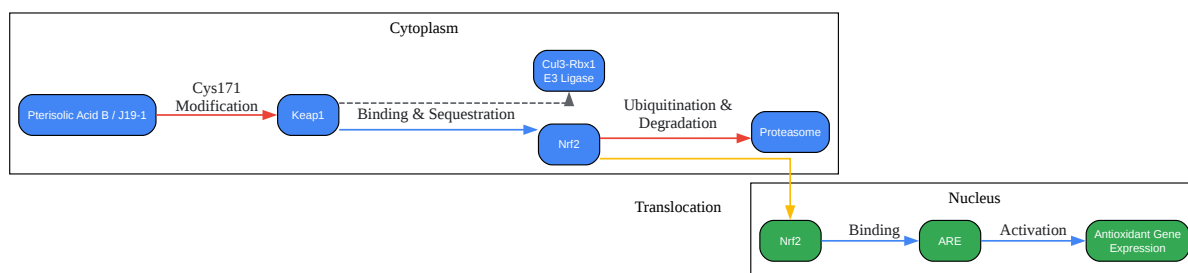 Cytoplasm
Pterisolic Acid B / J19-1
Cys171
Modification
Keap1
Cul3-Rbx1
E3 Ligase
Binding & Sequestration
Nrf2
Ubiquitination &
Degradation
Proteasome
Translocation
Nucleus
Nrf2
Binding
ARE
Activation
Antioxidant Gene
Expression